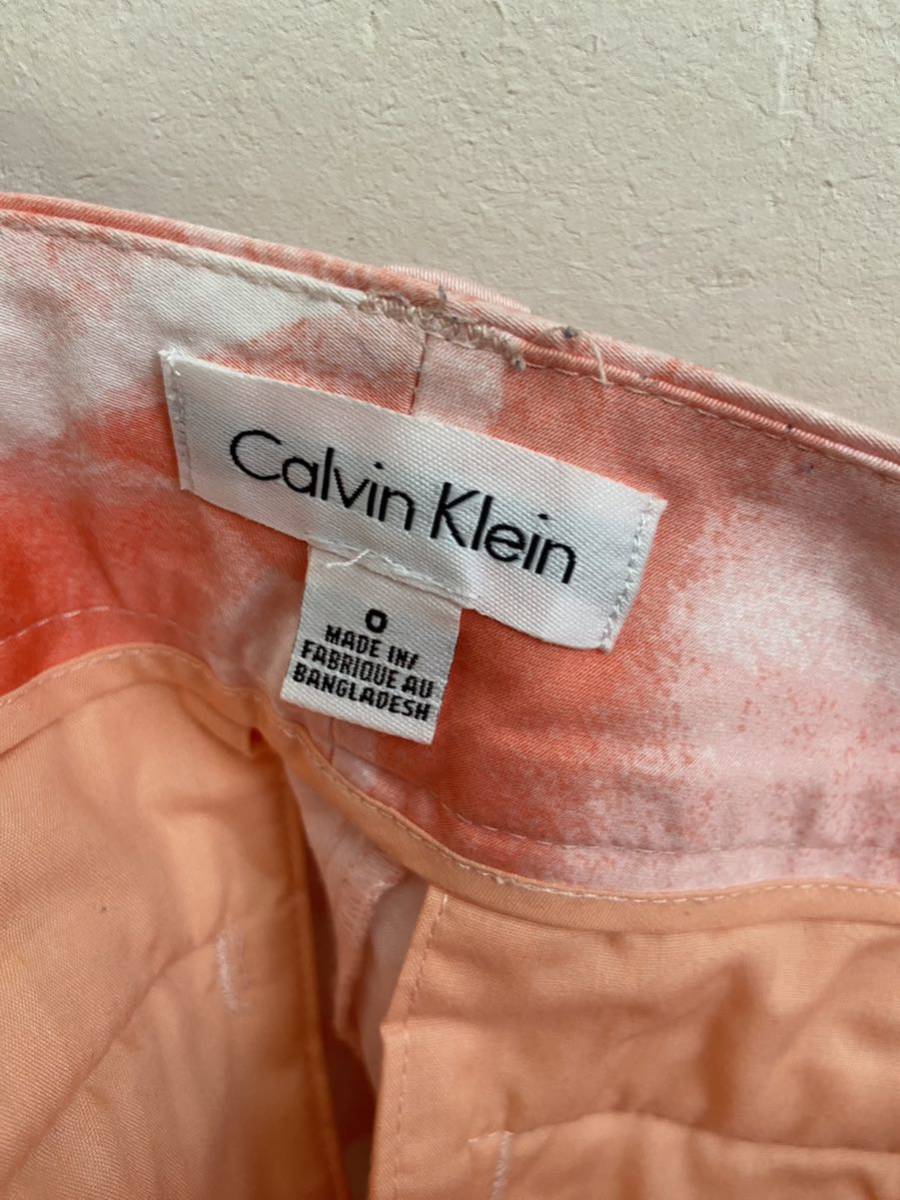 Calvin Klein
0
MADE IN/
FABRIQUE AU
BANGLADESH